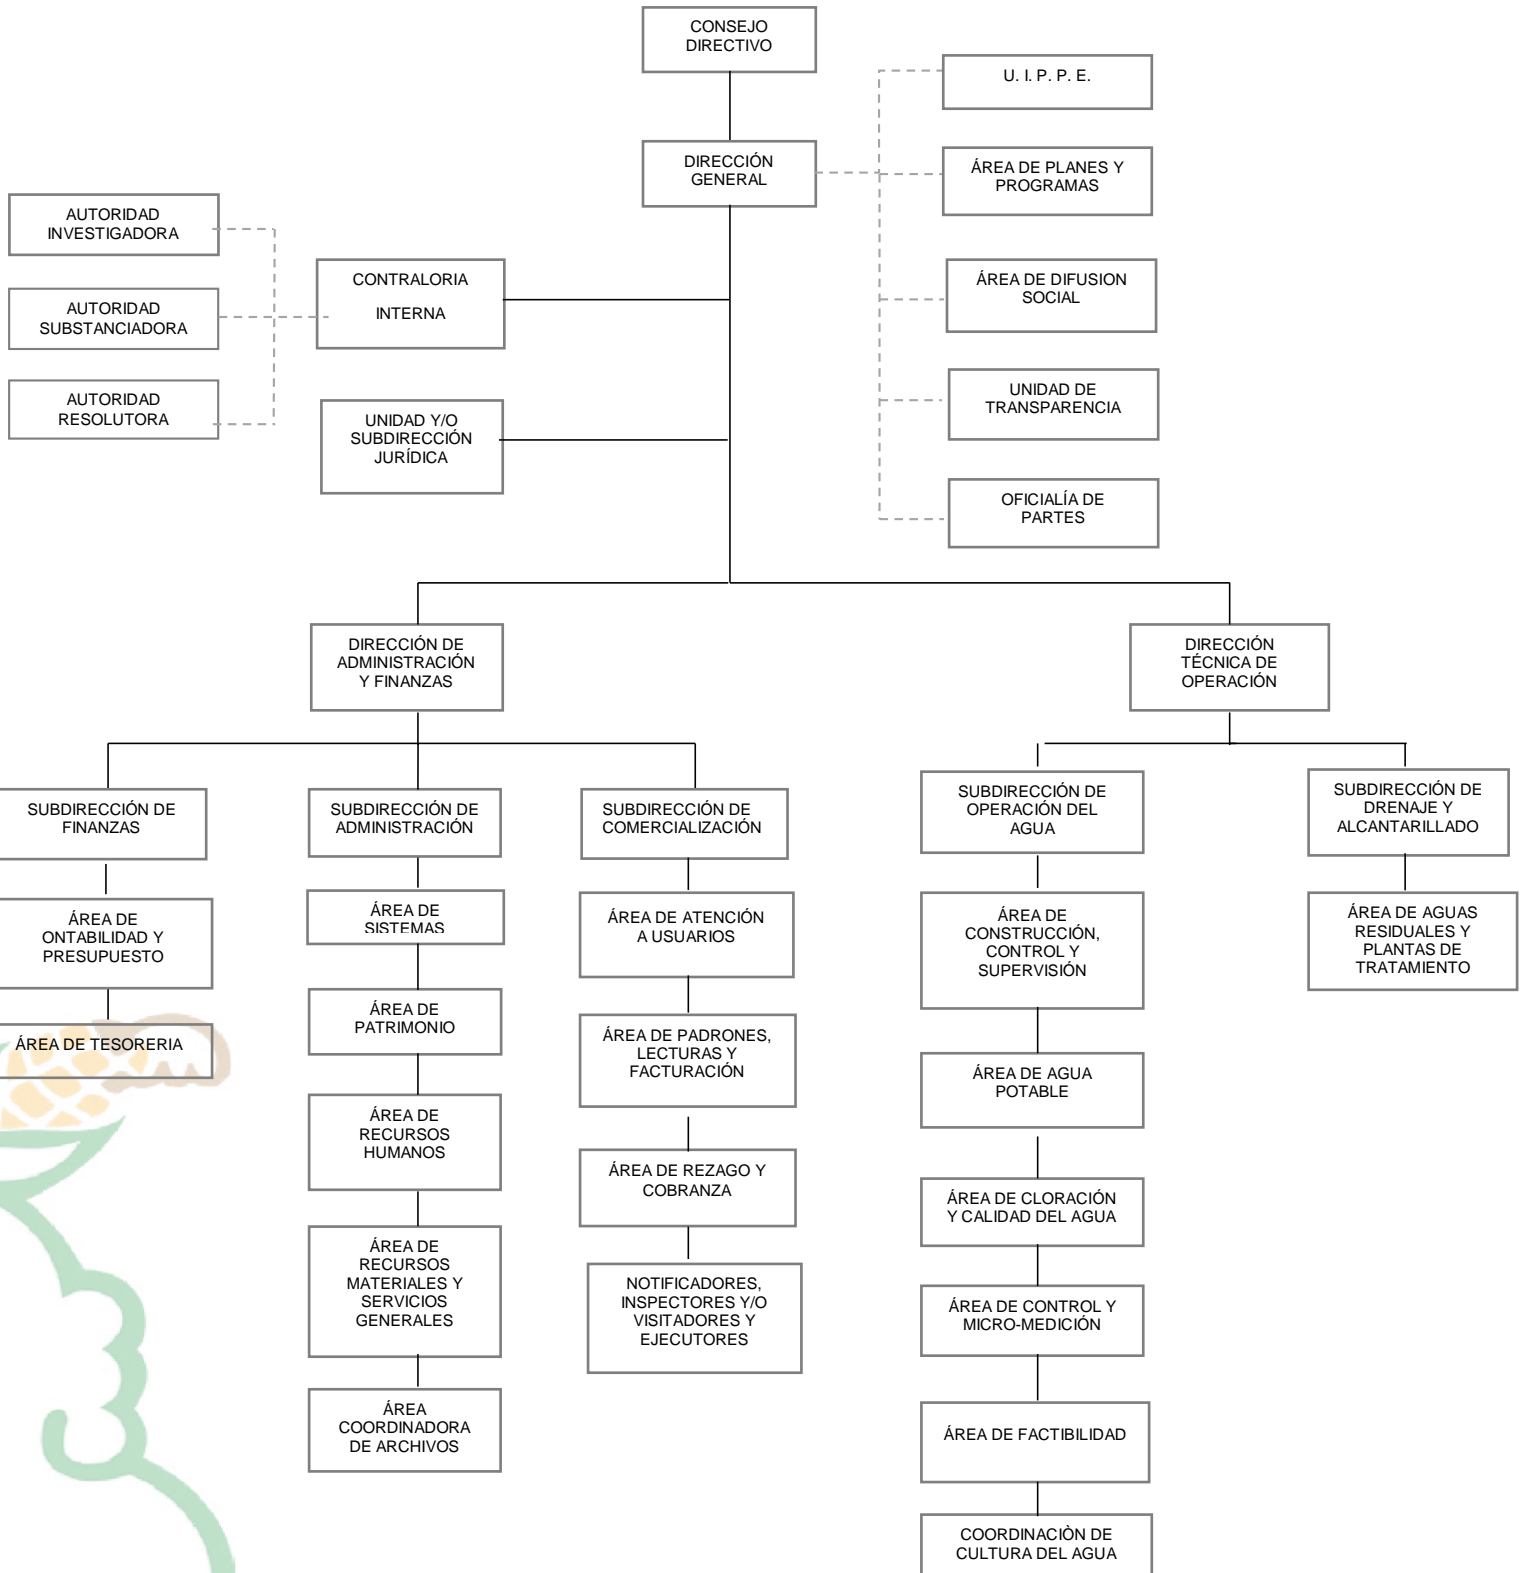 CONSEJO
DIRECTIVO
U. I. P. P. E.
DIRECCIÓN
GENERAL
ÁREA DE PLANES Y
PROGRAMAS
AUTORIDAD
INVESTIGADORA
CONTRALORIA
INTERNA
ÁREA DE DIFUSION
SOCIAL
AUTORIDAD
SUBSTANCIADORA
AUTORIDAD
RESOLUTORA
UNIDAD Y/O
SUBDIRECCIÓN
JURÍDICA
UNIDAD DE
TRANSPARENCIA
OFICIALÍA DE
PARTES
DIRECCIÓN DE
ADMINISTRACIÓN
Y FINANZAS
DIRECCIÓN
TÉCNICA DE
OPERACIÓN
SUBDIRECCIÓN DE
FINANZAS
SUBDIRECCIÓN DE
ADMINISTRACIÓN
SUBDIRECCIÓN DE
COMERCIALIZACIÓN
SUBDIRECCIÓN DE
OPERACIÓN DEL
AGUA
SUBDIRECCIÓN DE
DRENAJE Y
ALCANTARILLADO
ÁREA DE
ONTABILIDAD Y
PRESUPUESTO
ÁREA DE
SISTEMAS
ÁREA DE ATENCIÓN
A USUARIOS
ÁREA DE
CONSTRUCCIÓN,
CONTROL Y
SUPERVISIÓN
ÁREA DE AGUAS
RESIDUALES Y
PLANTAS DE
TRATAMIENTO
ÁREA DE TESORERIA
ÁREA DE
PATRIMONIO
ÁREA DE PADRONES,
LECTURAS Y
FACTURACIÓN
ÁREA DE AGUA
POTABLE
ÁREA DE
RECURSOS
HUMANOS
ÁREA DE REZAGO Y
COBRANZA
ÁREA DE CLORACIÓN
Y CALIDAD DEL AGUA
ÁREA DE
RECURSOS
MATERIALES Y
SERVICIOS
GENERALES
NOTIFICADORES,
INSPECTORES Y/O
VISITADORES Y
EJECUTORES
ÁREA DE CONTROL Y
MICRO-MEDICIÓN
ÁREA
COORDINADORA
DE ARCHIVOS
ÁREA DE FACTIBILIDAD
COORDINACIÒN DE
CULTURA DEL AGUA